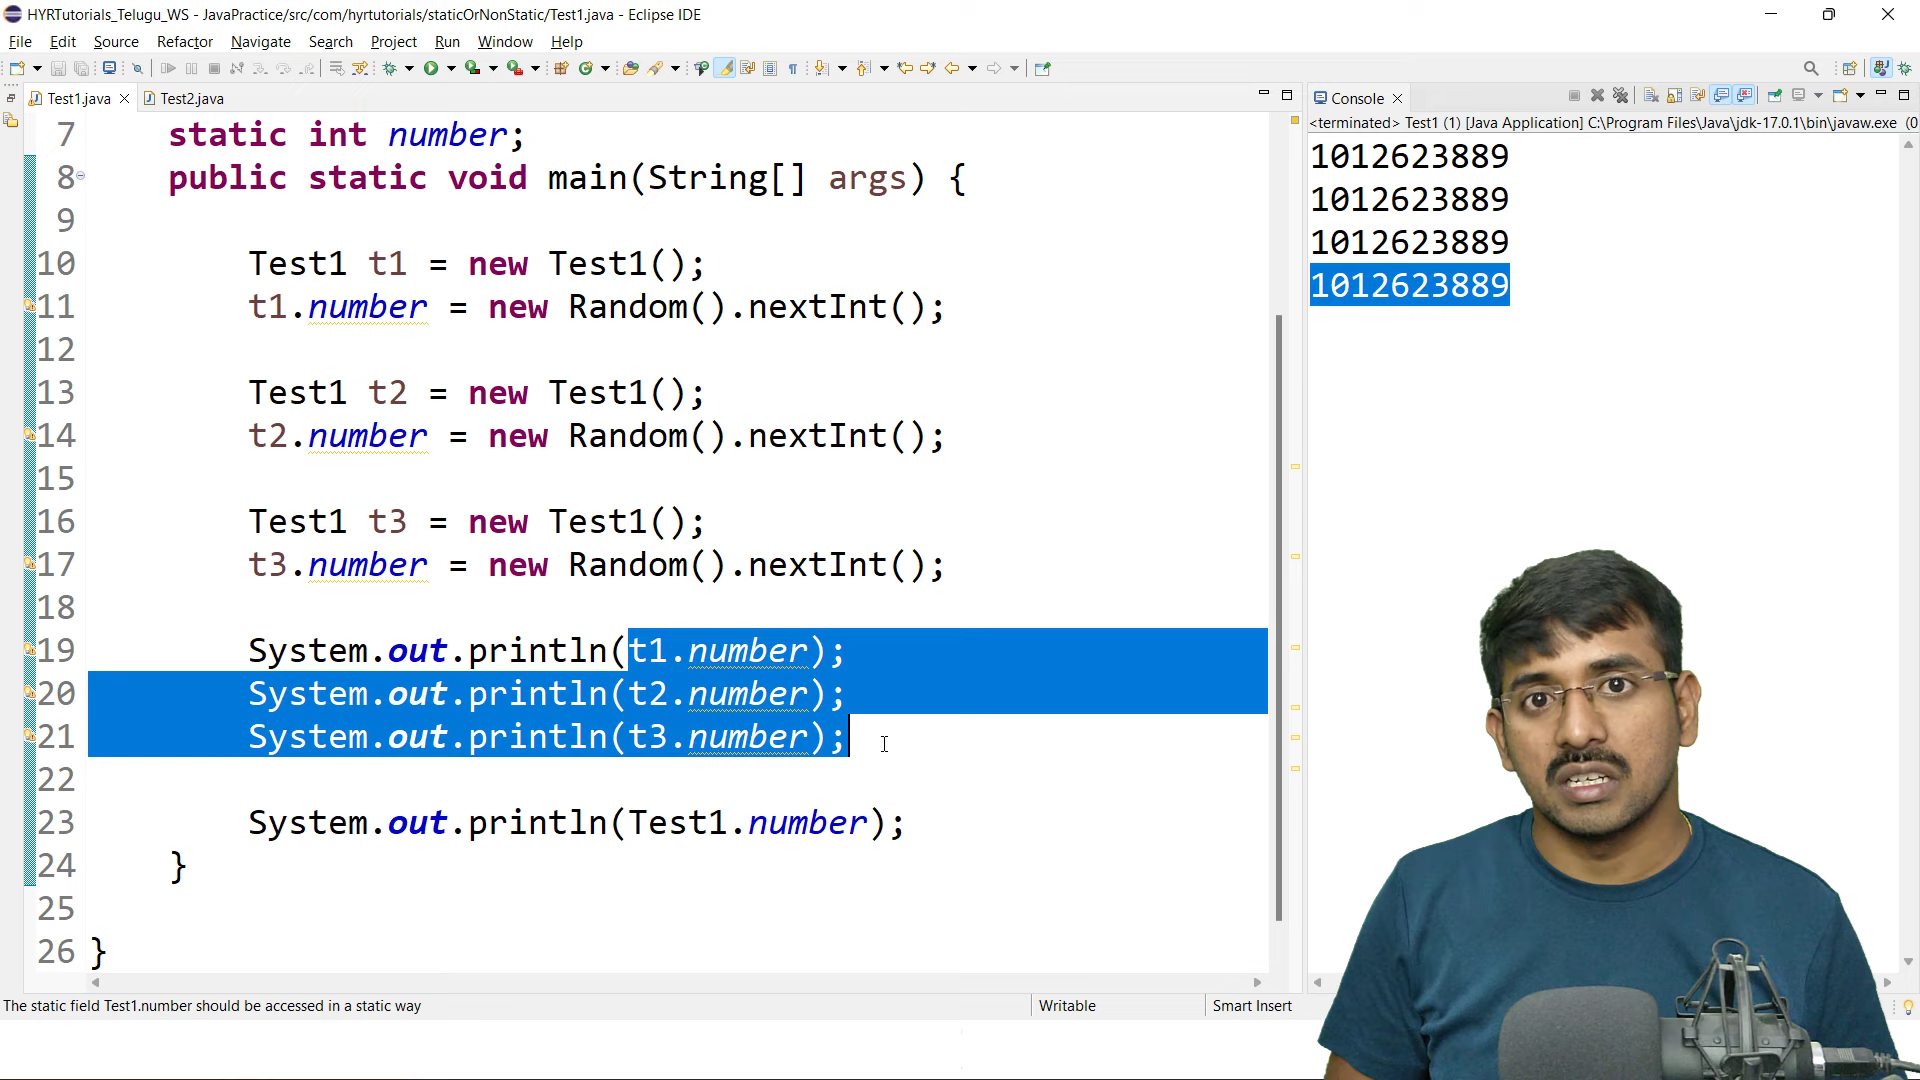 HYRTutorials_Telugu_WS - JavaPractice/src/com/hyrtutorials/staticOrNonStatic/Test1.java - Eclipse IDE
File Edit Source Refactor Navigate Search Project Run Window Help
Test1.java Test2.java
Console
<terminated> Test1 (1) [Java Application] C:\Program Files\Java\jdk-17.0.1\bin\javaw.exe (0
7 static int number;
8 public static void main(String[] args) {
9
10 Test1 t1 = new Test1();
11 t1.number = new Random().nextInt();
12
13 Test1 t2 = new Test1();
14 t2.number = new Random().nextInt();
15
16 Test1 t3 = new Test1();
17 t3.number = new Random().nextInt();
18
19 System.out.println(t1.number);
20 System.out.println(t2.number);
21 System.out.println(t3.number);
22
23 System.out.println(Test1.number);
24 }
25
26 }
1012623889
1012623889
1012623889
1012623889
The static field Test1.number should be accessed in a static way
Writable
Smart Insert